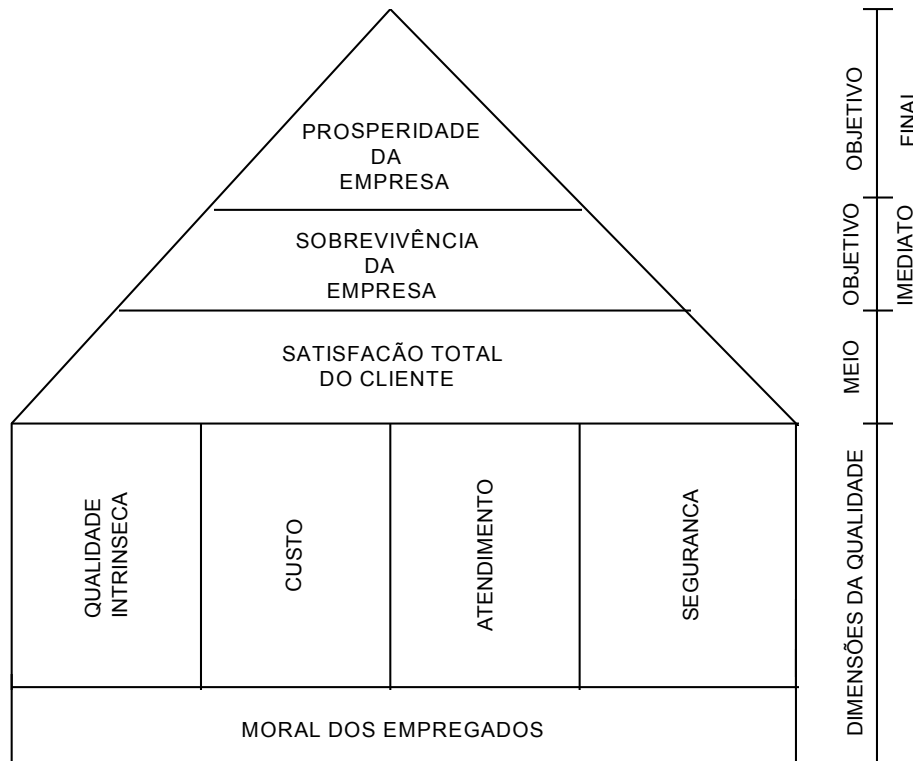 PROSPERIDADE
DA
EMPRESA
SOBREVIVÊNCIA
DA
EMPRESA
SATISFACÃO TOTAL
DO CLIENTE
QUALIDADE
INTRINSECA
CUSTO
ATENDIMENTO
SEGURANCA
MORAL DOS EMPREGADOS
OBJETIVO
FINAL
OBJETIVO
IMEDIATO
MEIO
DIMENSÕES DA QUALIDADE